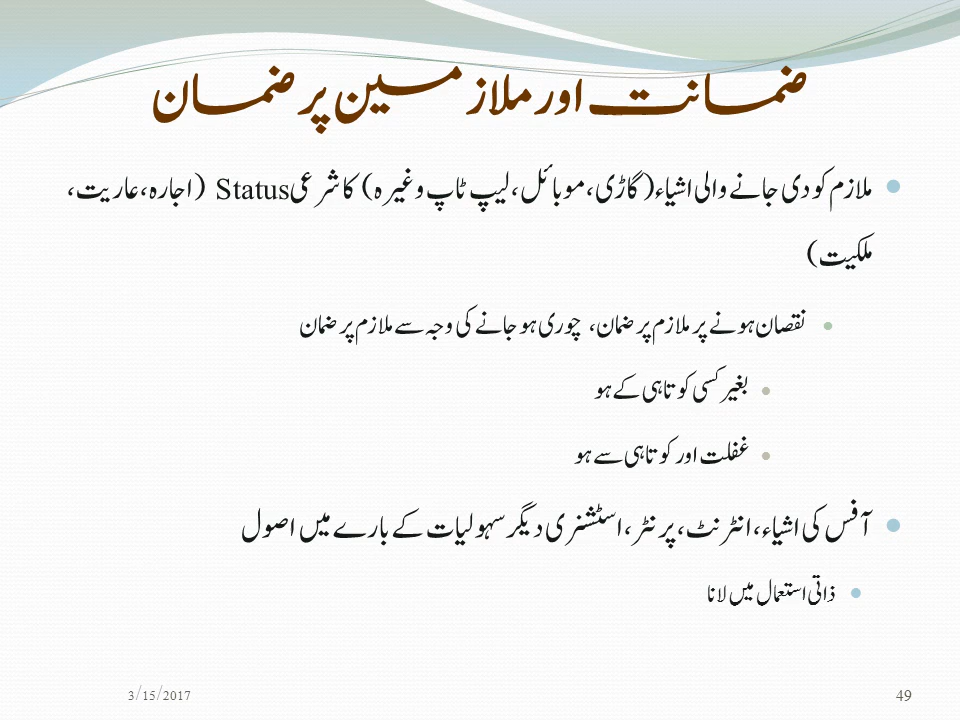 ضمانت اور ملازمین پر ضمان
ملازم کو دی جانے والی اشیاء(گاڑی، موبائل، لیپ ٹاپ وغیرہ) کا شرعی Status (اجارہ، عاریت،
ملکیت)
نقصان ہونے پر ملازم پر ضمان، چوری ہو جانے کی وجہ سے ملازم پر ضمان
بغیر کسی کوتاہی کے ہو
غفلت اور کوتاہی سے ہو
آفس کی اشیاء، انٹرنٹ، پرنٹر، اسٹشنری دیگر سہولیات کے بارے میں اصول
ذاتی استعمال میں لانا
3/15/2017
49